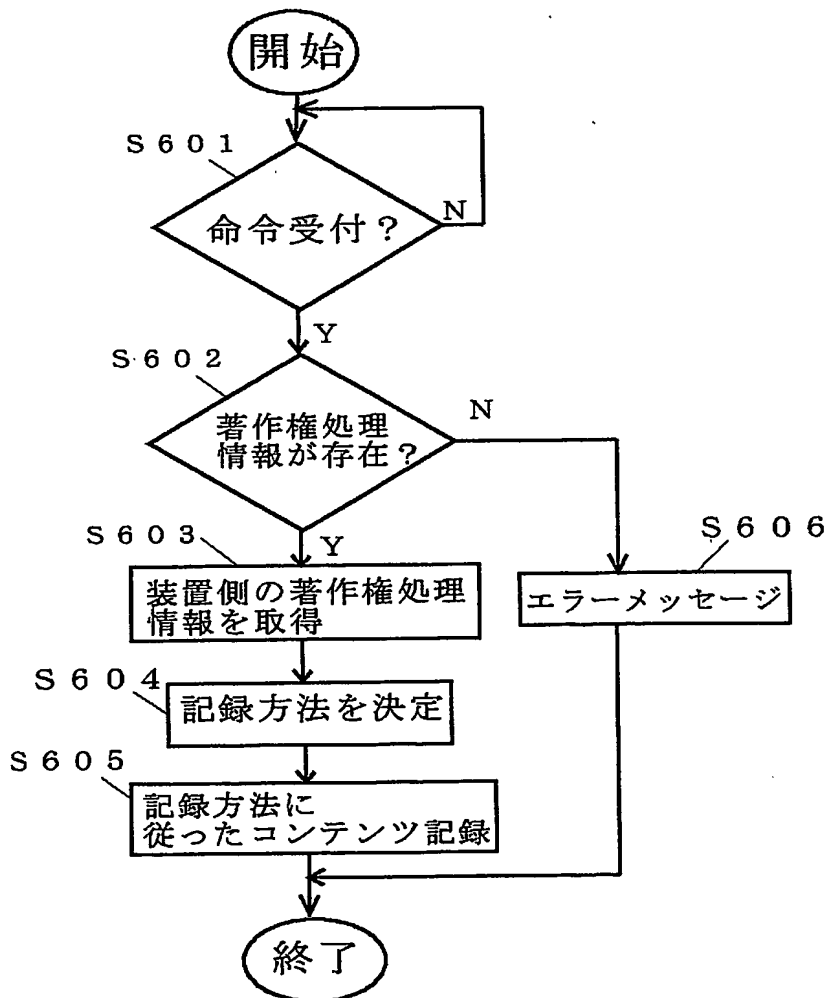 開始
S601
命令受付？
N
Y
S602
著作権処理
情報が存在？
N
Y
S603
装置側の著作権処理
情報を取得
S606
エラーメッセージ
S604
記録方法を決定
S605
記録方法に
従ったコンテンツ記録
終了